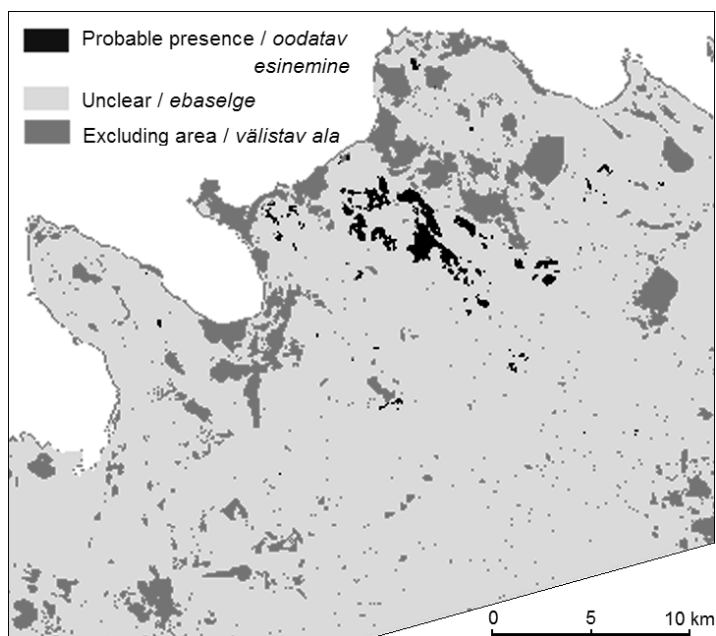 Probable presence / oodatav
esinemine
Unclear / ebaselge
Excluding area / välistav ala
0 5 10 km